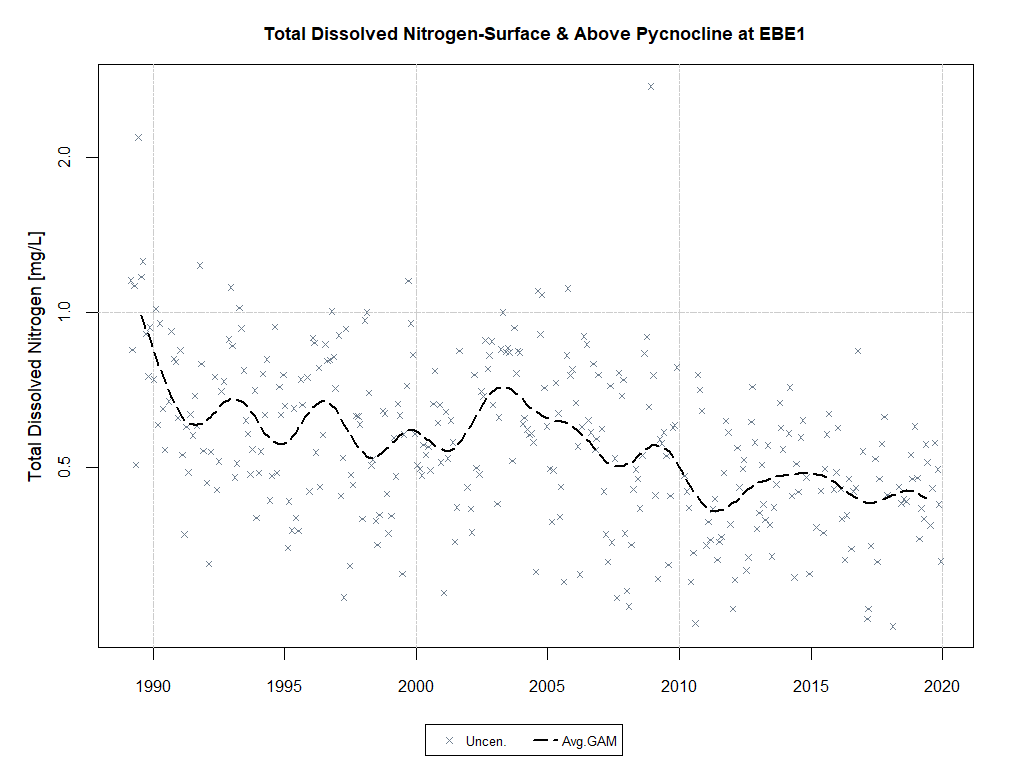 Total Dissolved Nitrogen-Surface & Above Pycnocline at EBE1
Total Dissolved Nitrogen [mg/L]
2.0
1.0
0.5
1990 1995 2000 2005 2010 2015 2020
Uncen. Avg.GAM